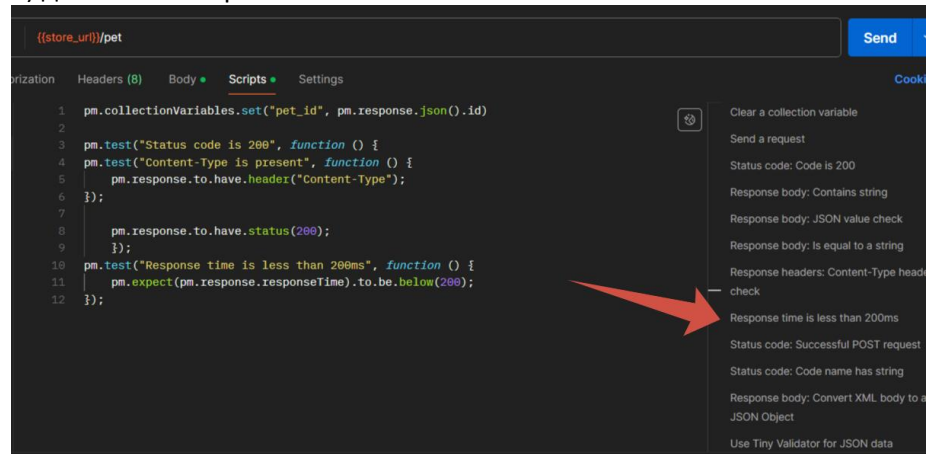 {{store_url}}/pet
Send
orization Headers (8) Body Scripts Settings
Cooki
1 pm.collectionVariables.set("pet_id", pm.response.json().id)
2
3 pm.test("Status code is 200", function () {
4 pm.test("Content-Type is present", function () {
5 pm.response.to.have.header("Content-Type");
6 });
7
8 pm.response.to.have.status(200);
9 });
10 pm.test("Response time is less than 200ms", function () {
11 pm.expect(pm.response.responseTime).to.be.below(200);
12 });
Clear a collection variable
Send a request
Status code: Code is 200
Response body: Contains string
Response body: JSON value check
Response body: Is equal to a string
Response headers: Content-Type heade
check
Response time is less than 200ms
Status code: Successful POST request
Status code: Code name has string
Response body: Convert XML body to a
JSON Object
Use Tiny Validator for JSON data